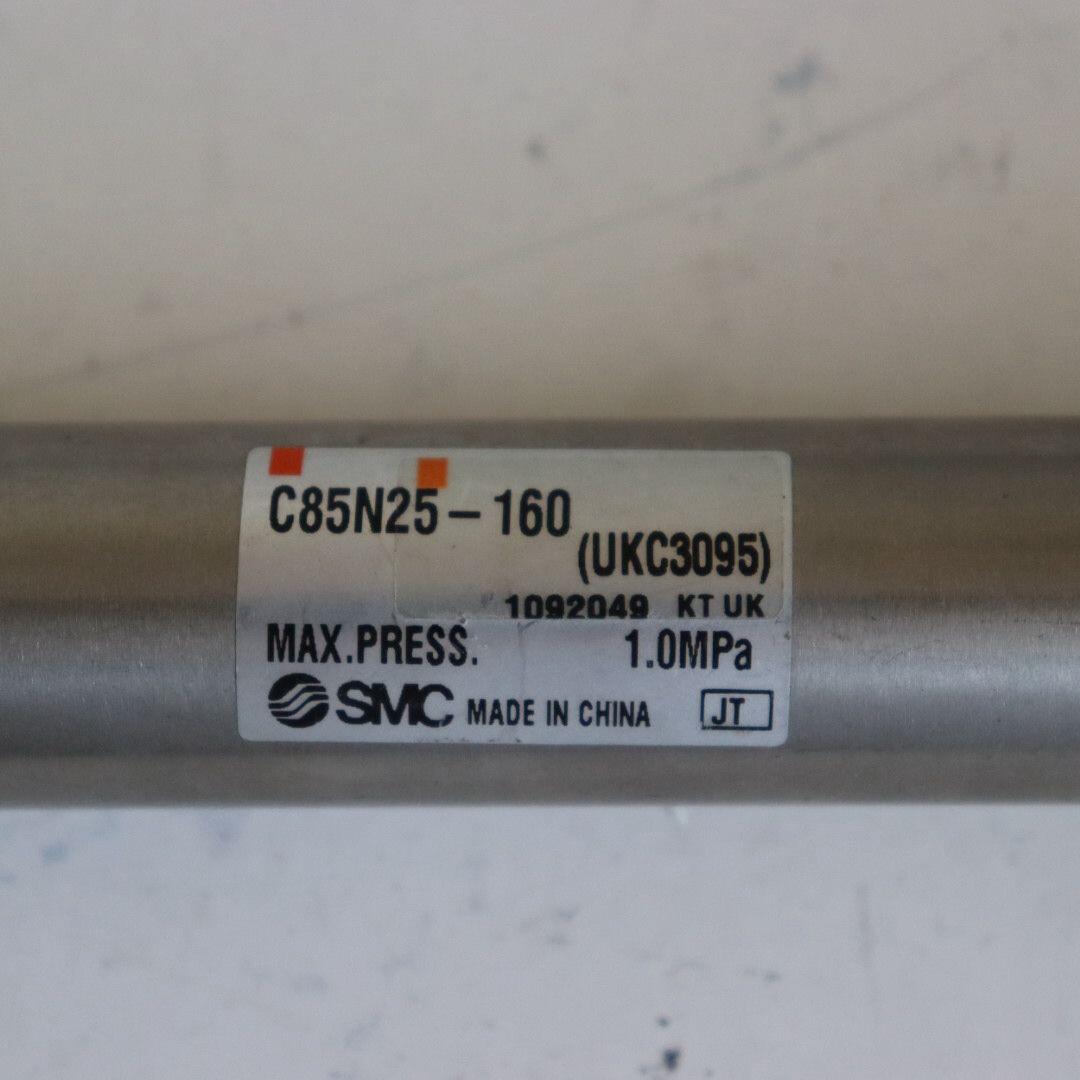 C85N25-160
(UKC3095)
1092049 KT UK
MAX.PRESS. 1.0MPa
SMC MADE IN CHINA JT